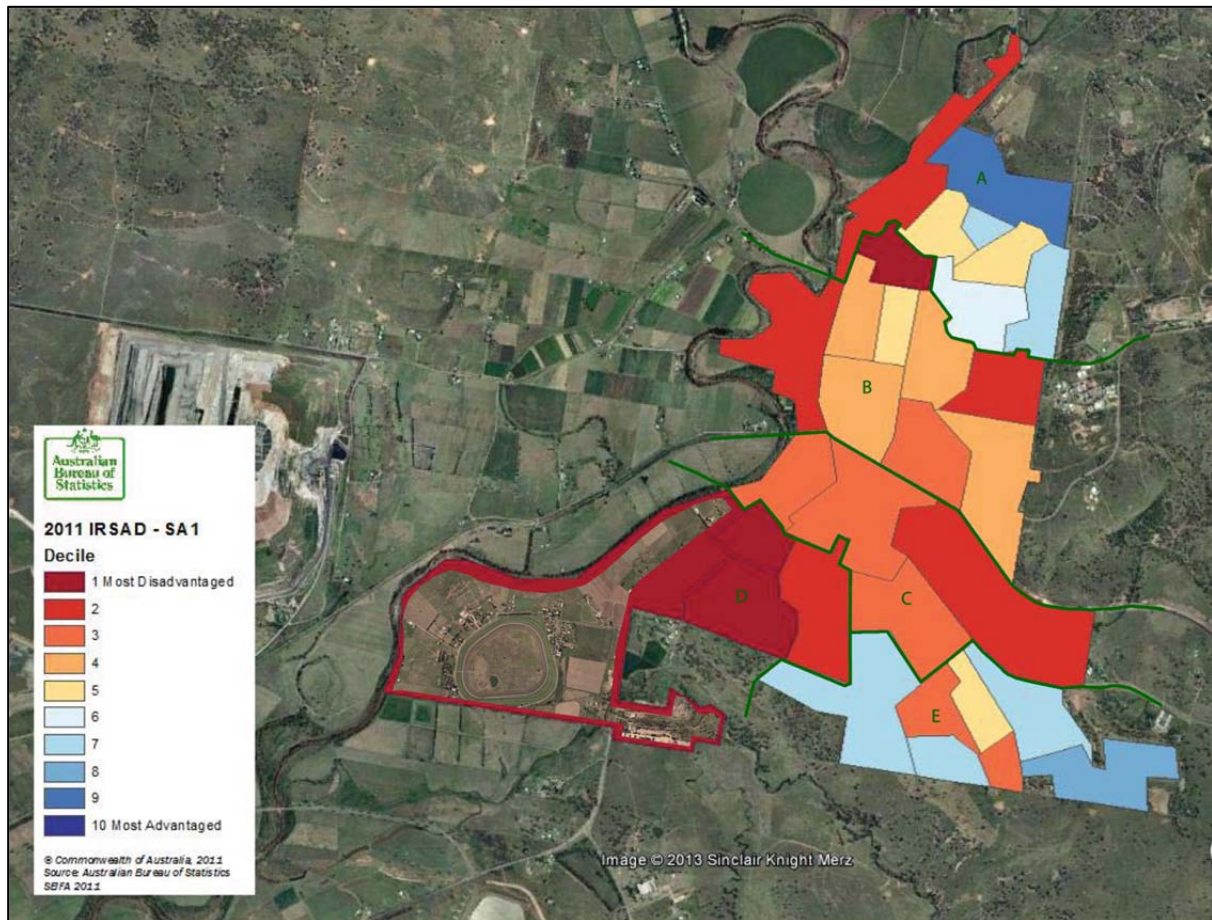 A
B
C
D
E
Australian
Bureau of
Statistics
2011 IRSAD - SA1
Decile
1 Most Disadvantaged
2
3
4
5
6
7
8
9
10 Most Advantaged
© Commonwealth of Australia, 2011
Source: Australian Bureau of Statistics
SEIFA 2011
Image © 2013 Sinclair Knight Merz